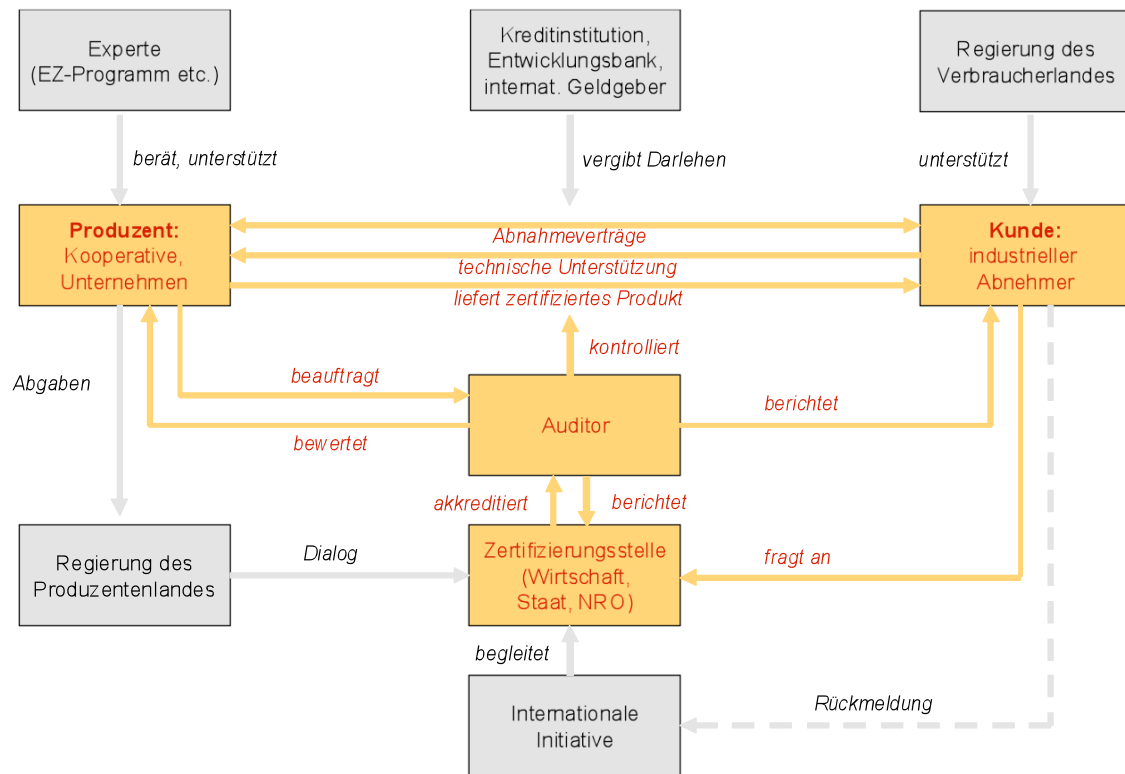 Experte
(EZ-Programm etc.)
Kreditinstitution,
Entwicklungsbank,
internat. Geldgeber
Regierung des
Verbraucherlandes
berät, unterstützt
vergibt Darlehen
unterstützt
Produzent:
Kooperative,
Unternehmen
Abnahmeverträge
technische Unterstützung
liefert zertifiziertes Produkt
Kunde:
industrieller
Abnehmer
kontrolliert
Abgaben
beauftragt
bewertet
Auditor
berichtet
akkreditiert
berichtet
Regierung des
Produzentenlandes
Dialog
Zertifizierungsstelle
(Wirtschaft,
Staat, NRO)
fragt an
begleitet
Internationale
Initiative
Rückmeldung